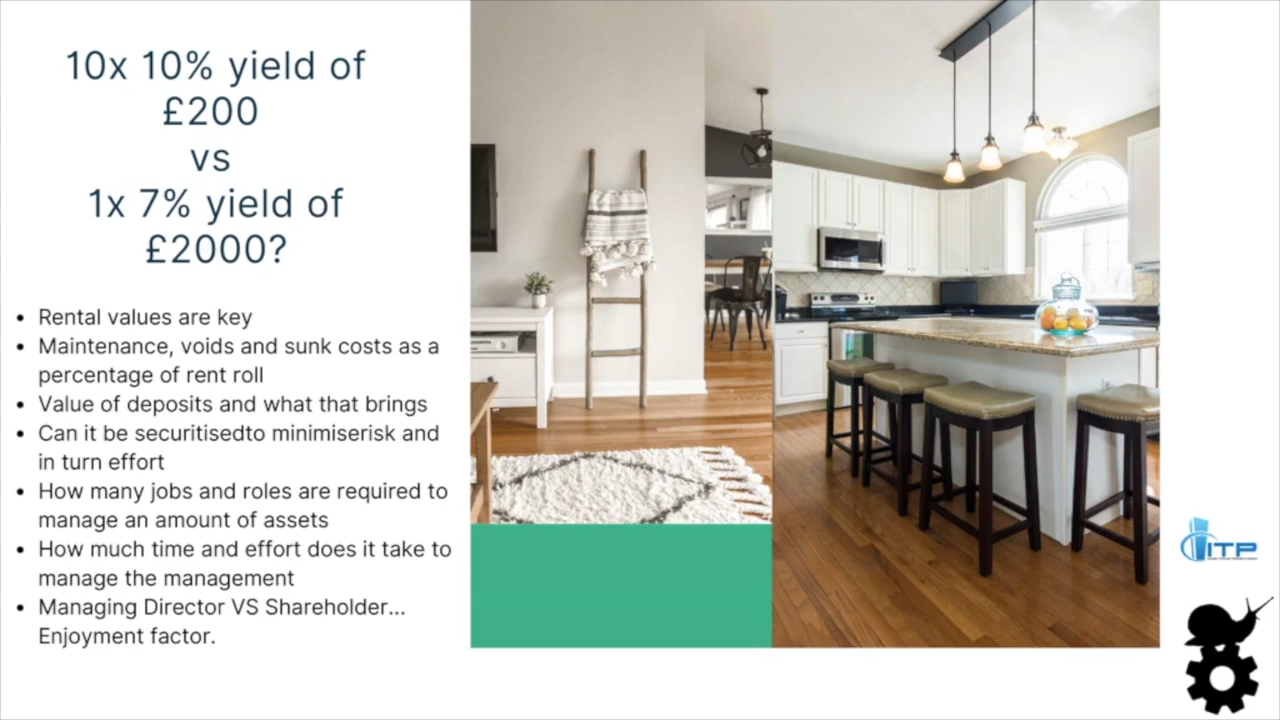 10x 10% yield of
£200
vs
1x 7% yield of
£2000?
• Rental values are key
• Maintenance, voids and sunk costs as a
percentage of rent roll
• Value of deposits and what that brings
• Can it be securitisedto minimiserisk and
in turn effort
• How many jobs and roles are required to
manage an amount of assets
• How much time and effort does it take to
manage the management
• Managing Director VS Shareholder...
Enjoyment factor.
ITP